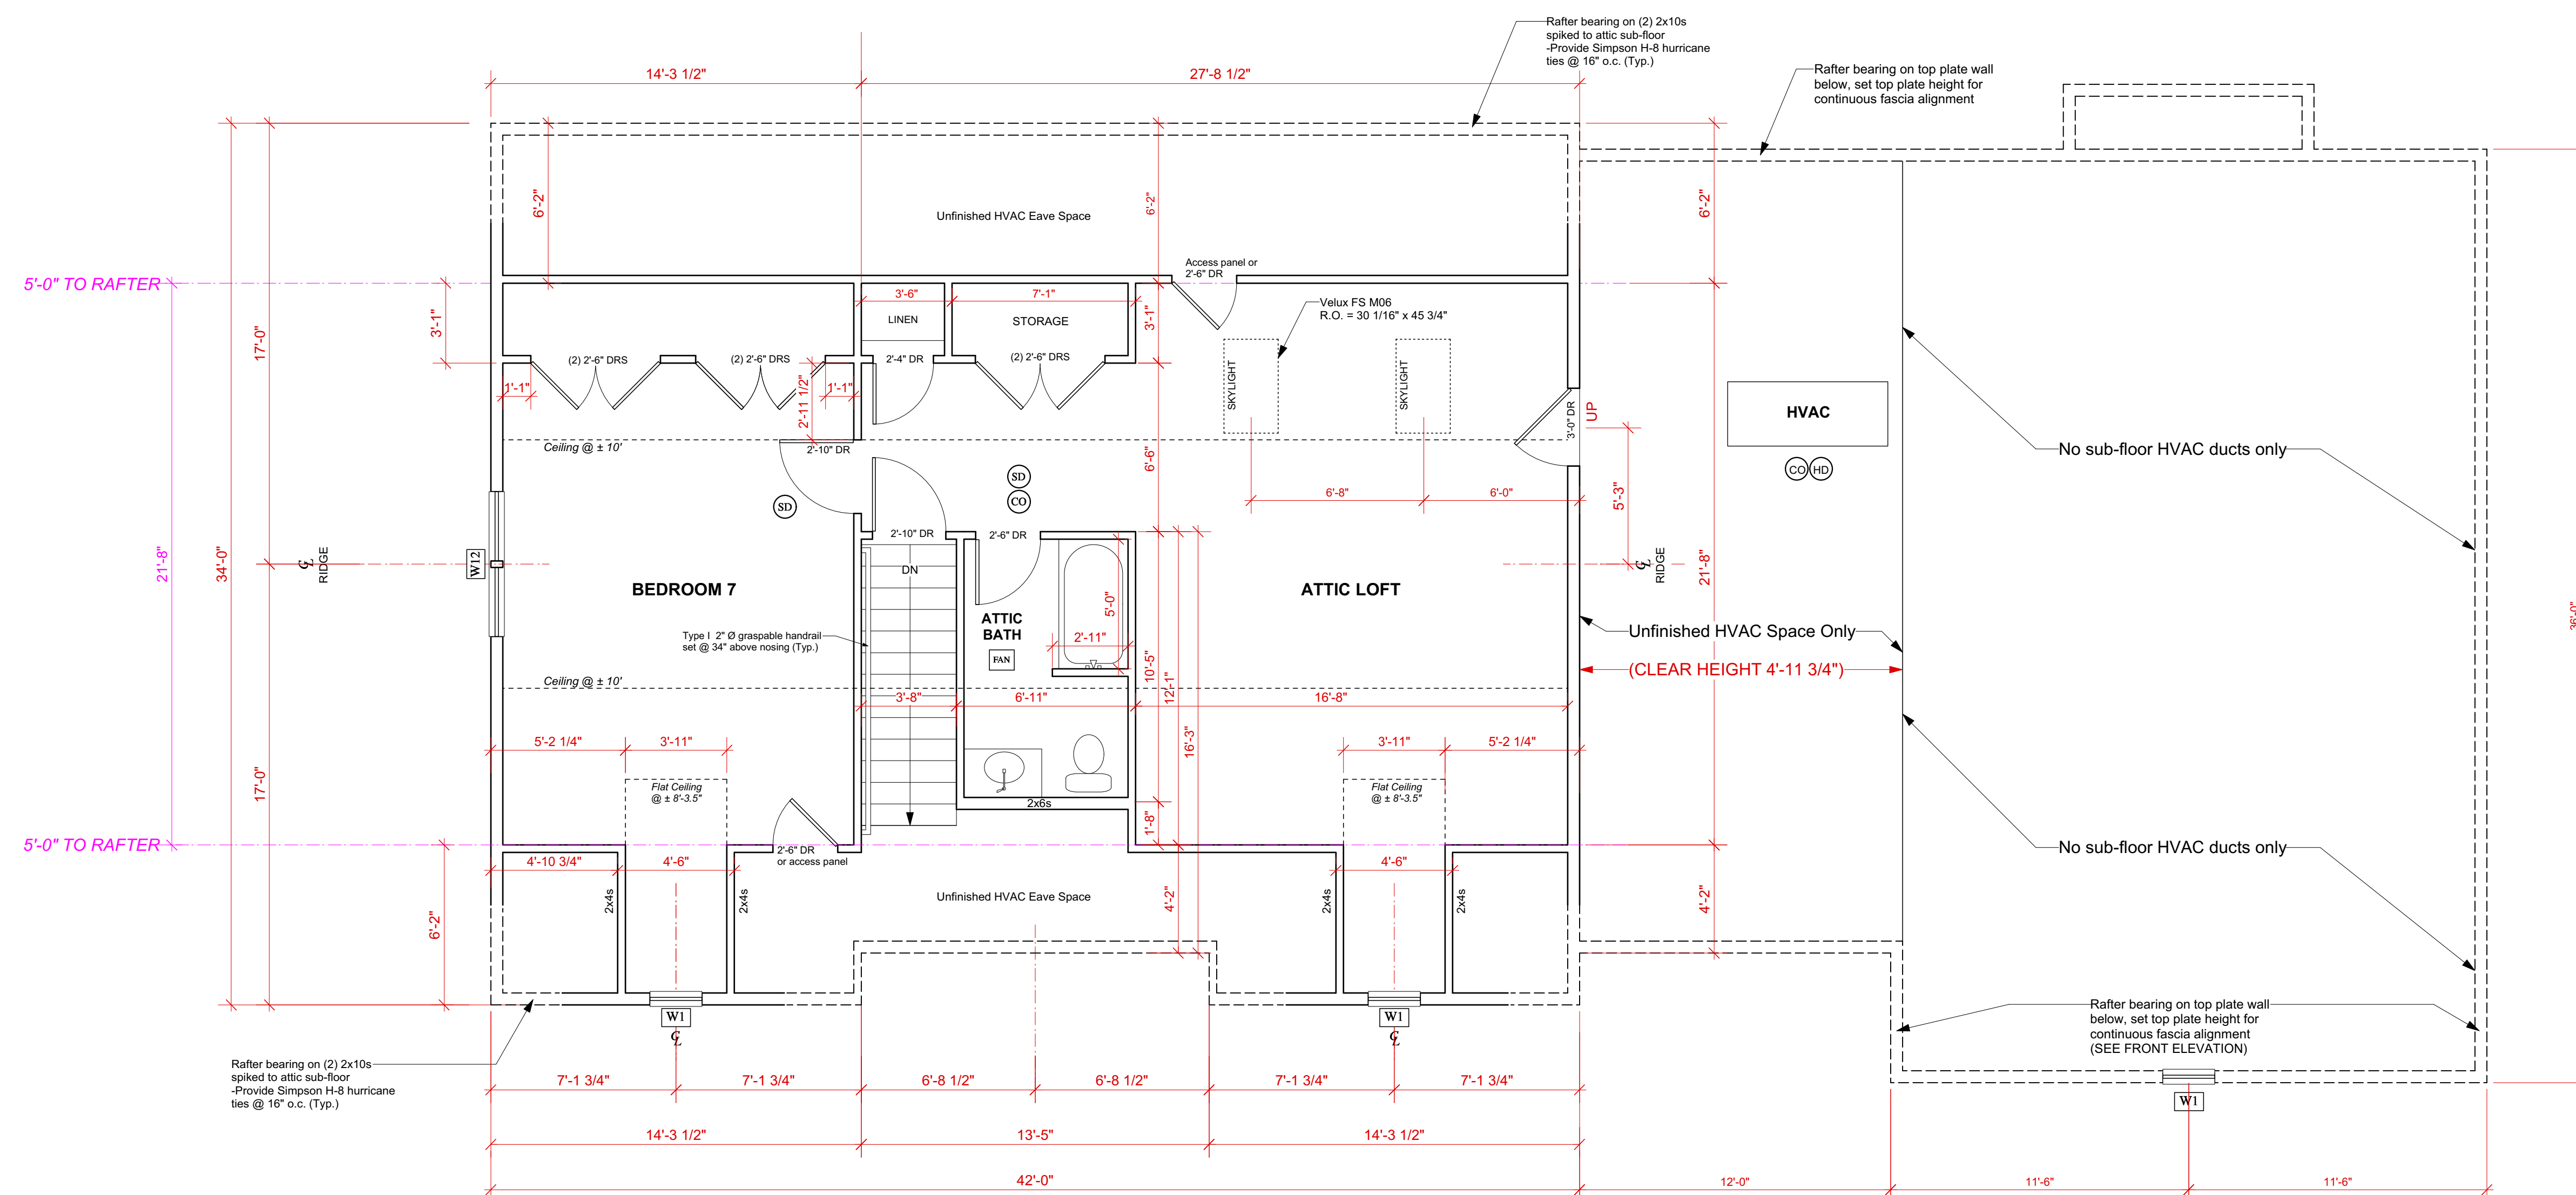 Rafter bearing on (2) 2x10s
spiked to attic sub-floor
-Provide Simpson H-8 hurricane
ties @ 16" o.c. (Typ.)
Rafter bearing on top plate wall
below, set top plate height for
continuous fascia alignment
14'-3 1/2"
27'-8 1/2"
6'-2"
6'-2"
6'-2"
Unfinished HVAC Eave Space
Access panel or
2'-6" DR
5'-0" TO RAFTER
3'-6"
7'-1"
LINEN
STORAGE
3'-1"
3'-1"
Velux FS M06
R.O. = 30 1/16" x 45 3/4"
17'-0"
(2) 2'-6" DRS
(2) 2'-6" DRS
2'-4" DR
(2) 2'-6" DRS
1'-1"
1'-1"
2'-11 1/2"
SKYLIGHT
SKYLIGHT
3'-0" DR
UP
HVAC
CO
HD
No sub-floor HVAC ducts only
Ceiling @ ± 10'
2'-10" DR
SD
SD
CO
6'-6"
6'-8"
6'-0"
5'-3"
2'-10" DR
2'-6" DR
21'-8"
34'-0"
℄
RIDGE
W12
DN
BEDROOM 7
ATTIC
BATH
FAN
5'-0"
2'-11"
ATTIC LOFT
℄
RIDGE
21'-8"
36'-0"
Type I 2" Ø graspable handrail
set @ 34" above nosing (Typ.)
Unfinished HVAC Space Only
(CLEAR HEIGHT 4'-11 3/4")
10'-5"
12'-1"
16'-3"
Ceiling @ ± 10'
3'-8"
6'-11"
16'-8"
5'-2 1/4"
3'-11"
3'-11"
5'-2 1/4"
17'-0"
Flat Ceiling
@ ± 8'-3.5"
Flat Ceiling
@ ± 8'-3.5"
2x6s
1'-8"
5'-0" TO RAFTER
2'-6" DR
or access panel
No sub-floor HVAC ducts only
4'-10 3/4"
4'-6"
4'-6"
2x4s
2x4s
2x4s
2x4s
Unfinished HVAC Eave Space
6'-2"
4'-2"
4'-2"
W1
℄
W1
℄
Rafter bearing on top plate wall
below, set top plate height for
continuous fascia alignment
(SEE FRONT ELEVATION)
W1
Rafter bearing on (2) 2x10s
spiked to attic sub-floor
-Provide Simpson H-8 hurricane
ties @ 16" o.c. (Typ.)
7'-1 3/4"
7'-1 3/4"
6'-8 1/2"
6'-8 1/2"
7'-1 3/4"
7'-1 3/4"
14'-3 1/2"
13'-5"
14'-3 1/2"
42'-0"
12'-0"
11'-6"
11'-6"